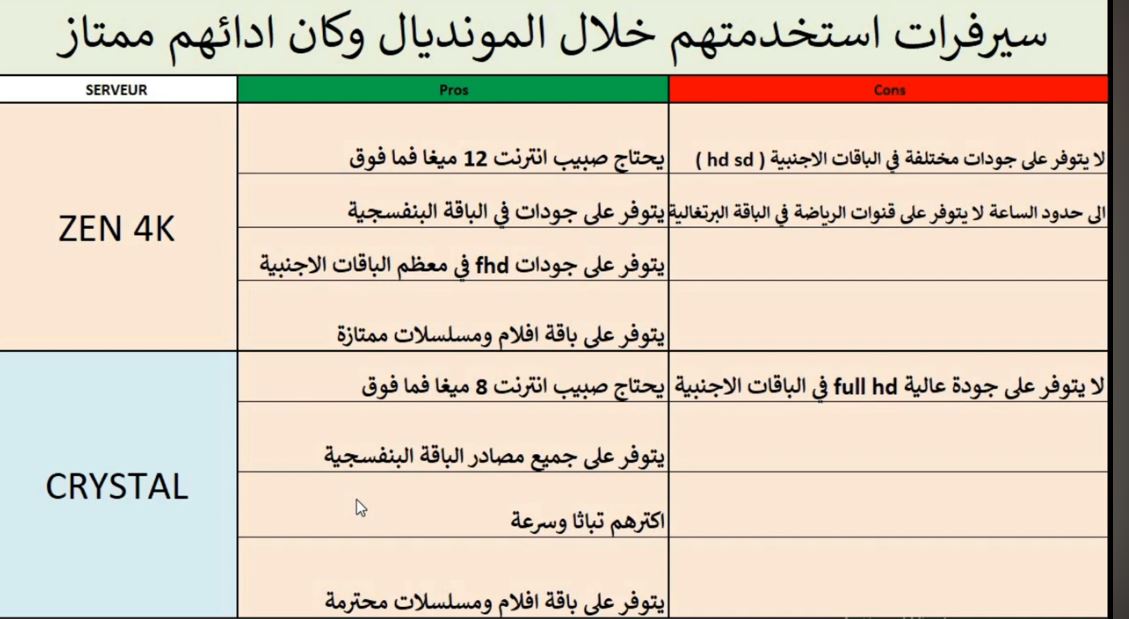 سيرفرات استخدمتهم خلال المونديال وكان ادائهم ممتاز
SERVEUR Pros Cons
ZEN 4K
يحتاج صبيب انترنت 12 ميغا فما فوق
لا يتوفر على جودات مختلفة في الباقات الاجنبية ( hd sd )
يتوفر على جودات في الباقة البنفسجية
الى حدود الساعة لا يتوفر على قنوات الرياضة في الباقة البرتغالية
يتوفر على جودات fhd في معظم الباقات الاجنبية
يتوفر على باقة افلام ومسلسلات ممتازة
CRYSTAL
يحتاج صبيب انترنت 8 ميغا فما فوق
لا يتوفر على جودة عالية full hd في الباقات الاجنبية
يتوفر على جميع مصادر الباقة البنفسجية
اكثرهم تباثا وسرعة
يتوفر على باقة افلام ومسلسلات محترمة